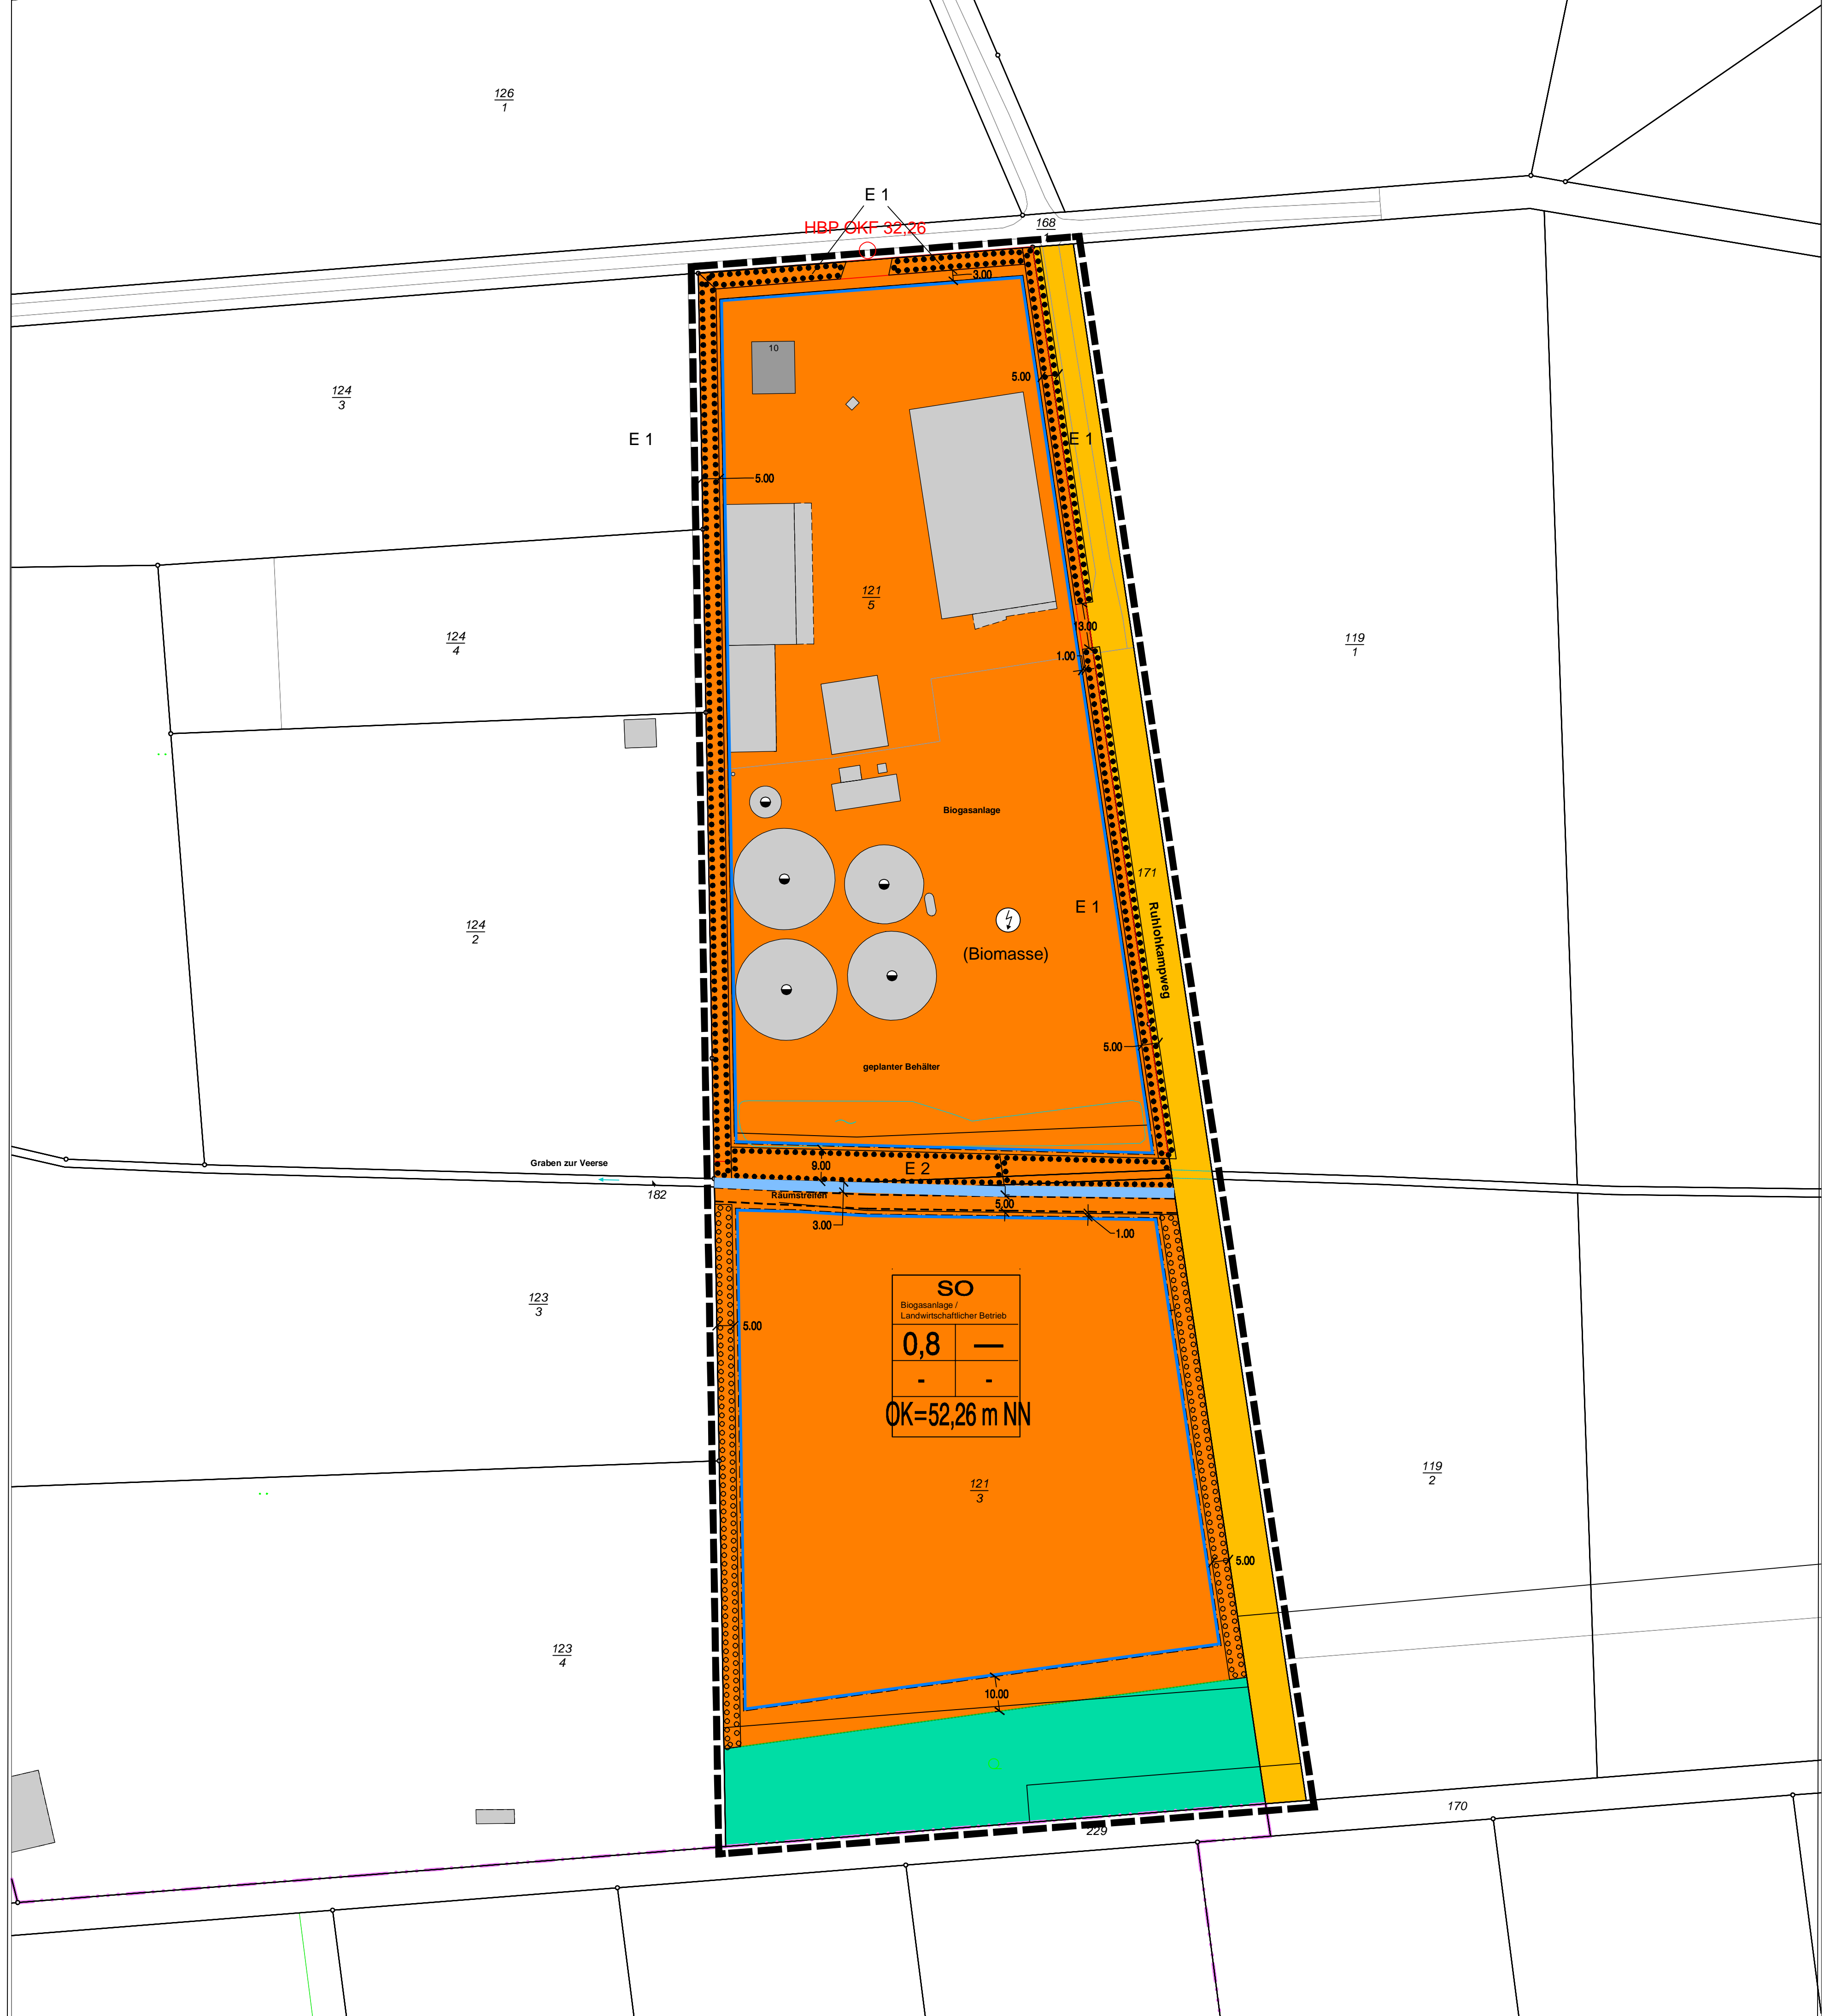 126
1
E 1
HBP OKF 32,26
168
1
3.00
10
5.00
124
3
E 1
E 1
5.00
121
5
13.00
124
4
119
1
1.00
Biogasanlage
171
E 1
Ruhlohkampweg
124
2
(Biomasse)
5.00
geplanter Behälter
Graben zur Veerse
9.00
E 2
182
Räumstreifen
5.00
3.00
1.00
SO
Biogasanlage /
Landwirtschaftlicher Betrieb
123
3
5.00
0,8 —
- -
OK=52,26 m NN
121
3
119
2
5.00
123
4
10.00
170
229